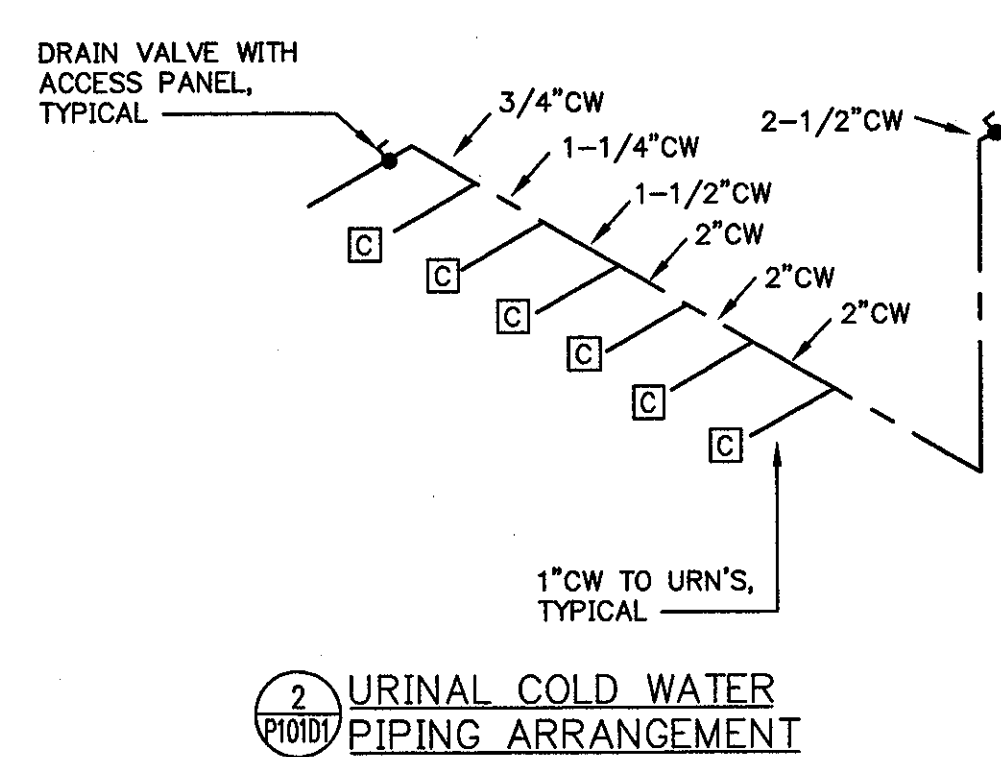 DRAIN VALVE WITH
ACCESS PANEL,
TYPICAL
3/4"CW
1-1/4"CW
1-1/2"CW
2"CW
2"CW
2"CW
2-1/2"CW
C
C
C
C
C
C
1"CW TO URN'S,
TYPICAL
2
P101D1
URINAL COLD WATER
PIPING ARRANGEMENT